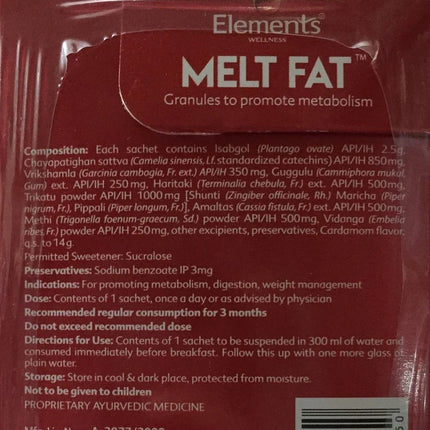 Elements®
WELLNESS
MELT FAT™
Granules to promote metabolism
Composition: Each sachet contains Isabgol (Plantago ovate) API/IH 2.5g,
Chayapatighan sattva (Camelia sinensis, l.f. standardized catechins) API/IH 850mg,
Vrikshamla (Garcinia cambogia, Fr. ext.) API/IH 350 mg, Guggulu (Cammiphora mukal,
Gum) ext. API/IH 250 mg, Haritaki (Terminalia chebula, Fr.) ext. API/IH 500mg,
Trikatu powder API/IH 1000 mg [Shunti (Zingiber officinale, Rh.) Maricha (Piper
nigrum, Fr.), Pippali (Piper longum, Fr.)], Amaltas (Cassia fistula, Fr.) ext. API/IH 500mg,
Methi (Trigonella foenum-graceum, Sd.) powder API/IH 500mg, Vidanga (Embelia
ribes, Fr.) powder API/IH 250mg, other excipients, preservatives, Cardamom flavor,
q.s. to 14g.
Permitted Sweetener: Sucralose
Preservatives: Sodium benzoate IP 3mg
Indications: For promoting metabolism, digestion, weight management
Dose: Contents of 1 sachet, once a day or as advised by physician
Recommended regular consumption for 3 months
Do not exceed recommended dose
Directions for Use: Contents of 1 sachet to be suspended in 300 ml of water and
consumed immediately before breakfast. Follow this up with one more glass of
plain water.
Storage: Store in cool & dark place, protected from moisture.
Not to be given to children
PROPRIETARY AYURVEDIC MEDICINE